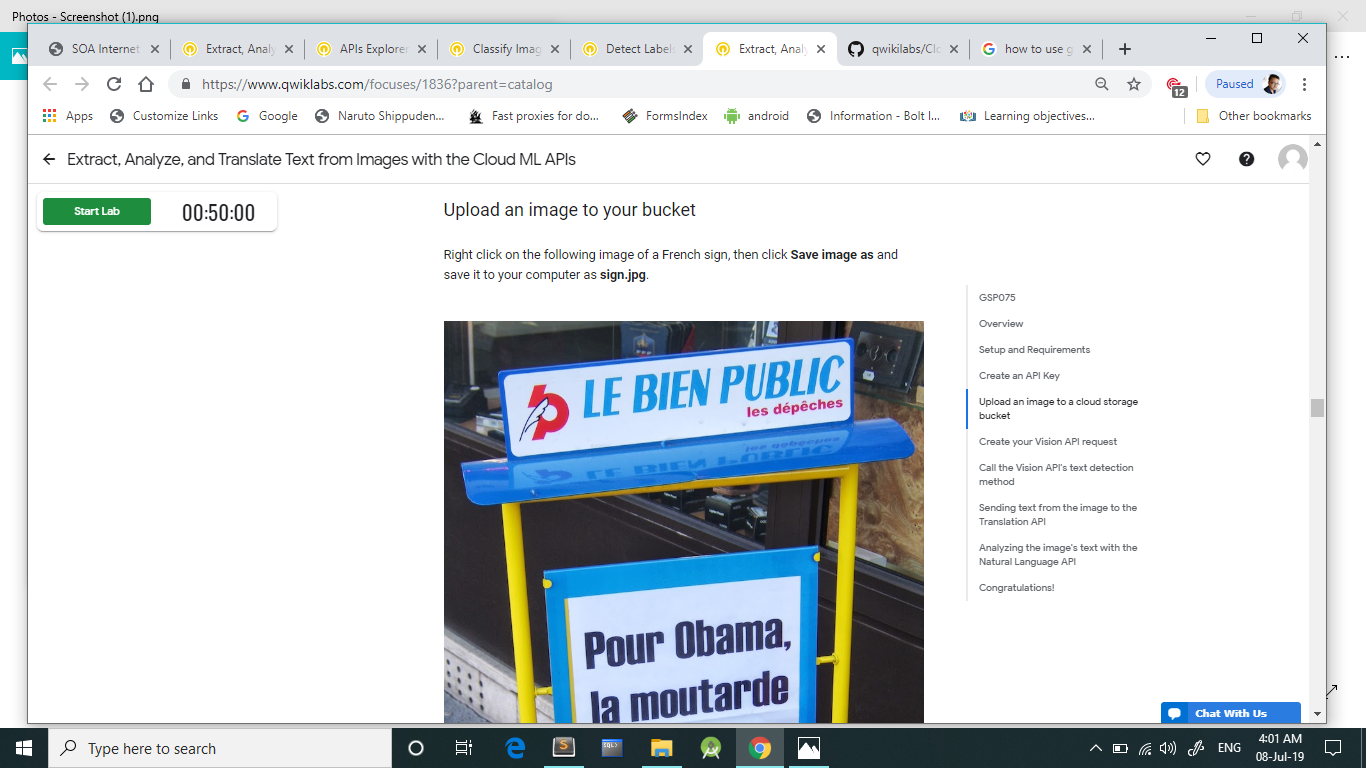 Photos - Screenshot (1).png
SOA Internet
Extract, Analy
APIs Explorer
Classify Imag
Detect Labels
Extract, Analy
qwikilabs/Clo
how to use g
https://www.qwiklabs.com/focuses/1836?parent=catalog
12
Paused
Apps
Customize Links
Google
Naruto Shippuden...
Fast proxies for do...
FormsIndex
android
Information - Bolt I...
Learning objectives...
Other bookmarks
Extract, Analyze, and Translate Text from Images with the Cloud ML APIs
Start Lab
00:50:00
Upload an image to your bucket
Right click on the following image of a French sign, then click Save image as and
save it to your computer as sign.jpg.
LE BIEN PUBLIC
les dépêches
Pour Obama,
la moutarde
GSP075
Overview
Setup and Requirements
Create an API Key
Upload an image to a cloud storage
bucket
Create your Vision API request
Call the Vision API's text detection
method
Sending text from the image to the
Translation API
Analyzing the image's text with the
Natural Language API
Congratulations!
Chat With Us
Type here to search
ENG
4:01 AM
08-Jul-19